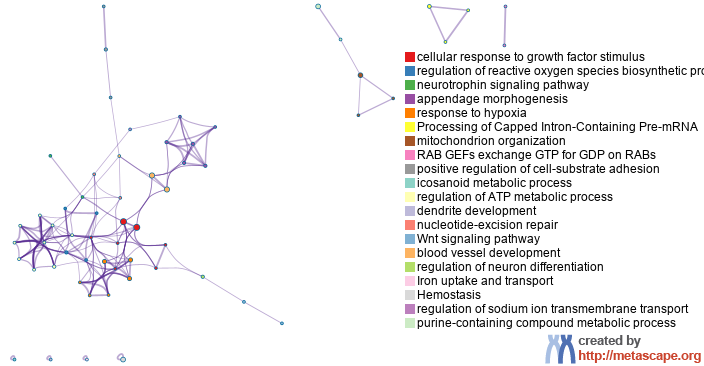 cellular response to growth factor stimulus
regulation of reactive oxygen species biosynthetic
neurotrophin signaling pathway
appendage morphogenesis
response to hypoxia
Processing of Capped Intron-Containing Pre-mRNA
mitochondrion organization
RAB GEFs exchange GTP for GDP on RABs
positive regulation of cell-substrate adhesion
icosanoid metabolic process
regulation of ATP metabolic process
dendrite development
nucleotide-excision repair
Wnt signaling pathway
blood vessel development
regulation of neuron differentiation
Iron uptake and transport
Hemostasis
regulation of sodium ion transmembrane transport
purine-containing compound metabolic process
created by
http://metascape.org